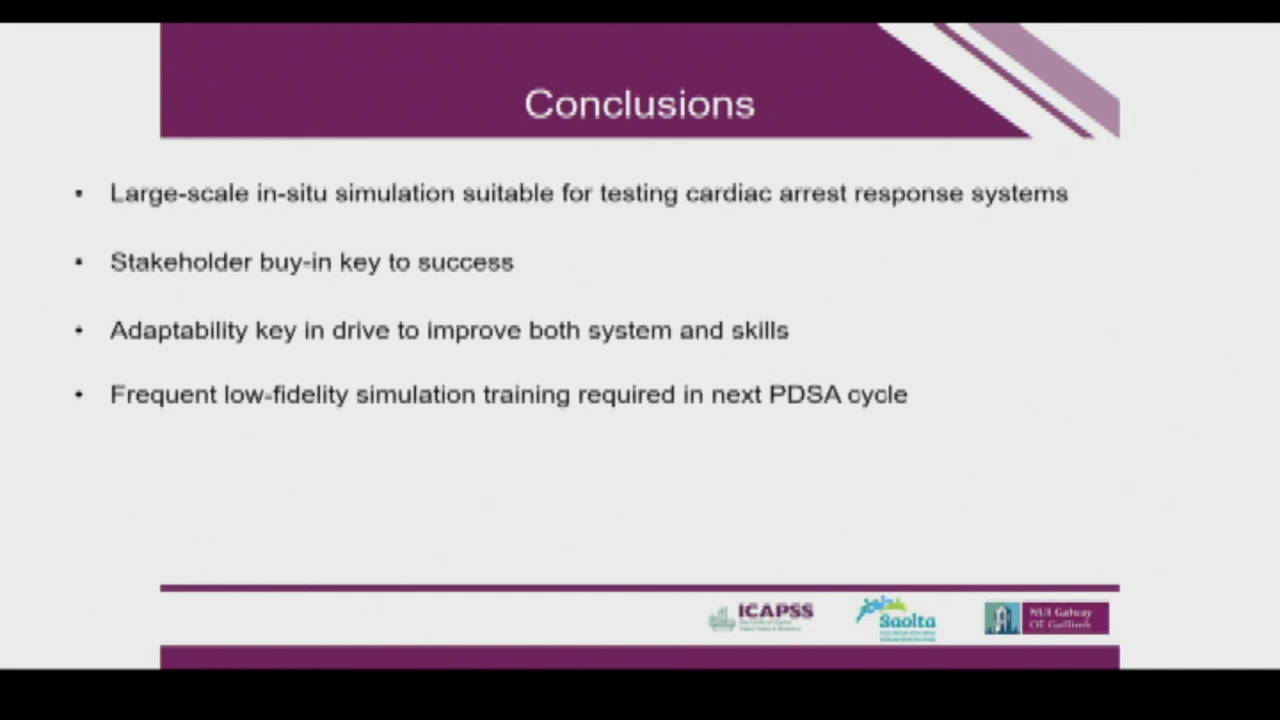 Conclusions
• Large-scale in-situ simulation suitable for testing cardiac arrest response systems
• Stakeholder buy-in key to success
• Adaptability key in drive to improve both system and skills
• Frequent low-fidelity simulation training required in next PDSA cycle
ICAPSS
Saolta
NUI Galway
OÉ Gaillimh